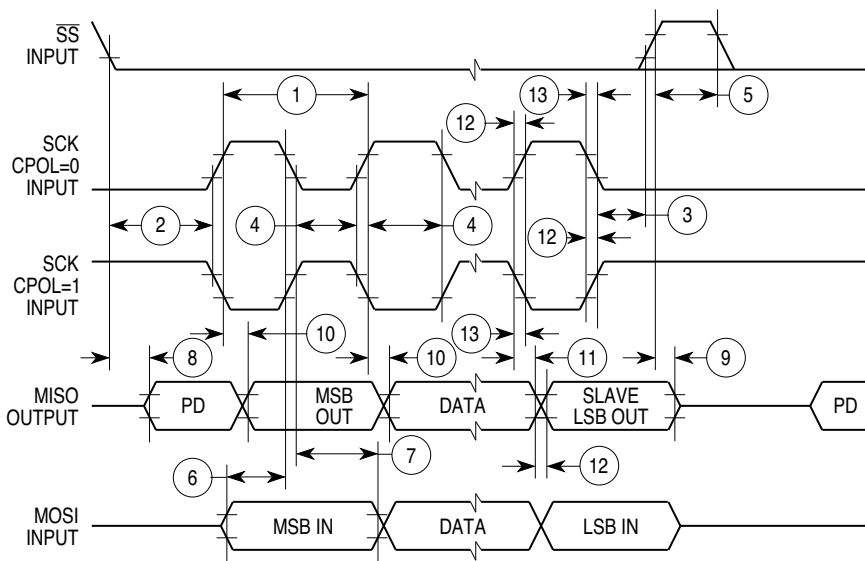 SS
INPUT
5
13
1
12
SCK
CPOL=0
INPUT
2
4
4
3
12
SCK
CPOL=1
INPUT
10
13
8
10
11
9
MISO
OUTPUT
PD
MSB
OUT
DATA
SLAVE
LSB OUT
PD
7
12
6
MOSI
INPUT
MSB IN
DATA
LSB IN